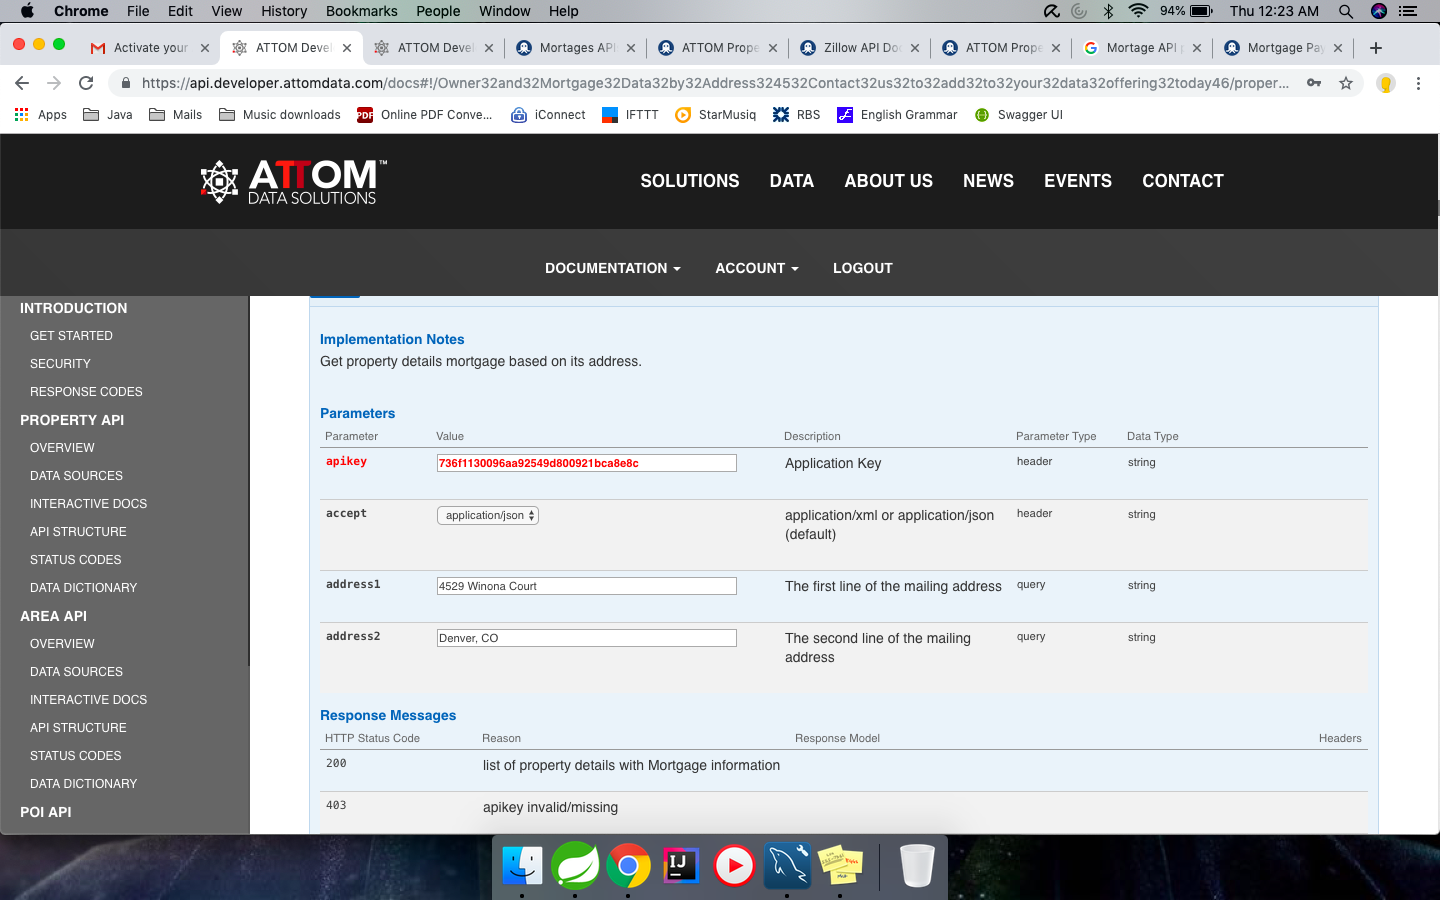 Chrome File Edit View History Bookmarks People Window Help 94% Thu 12:23 AM
Activate your ATTOM Devel ATTOM Devel Mortages API ATTOM Prope Zillow API Doc ATTOM Prope Mortage API p Mortgage Pay
https://api.developer.attomdata.com/docs#!/Owner32and32Mortgage32Data32by32Address324532Contact32us32to32add32to32your32data32offering32today46/proper...
Apps Java Mails Music downloads PDF Online PDF Conve... iConnect IFTTT StarMusiq RBS English Grammar Swagger UI
ATTOM™
DATA SOLUTIONS
SOLUTIONS DATA ABOUT US NEWS EVENTS CONTACT
DOCUMENTATION ACCOUNT LOGOUT
INTRODUCTION
GET STARTED
SECURITY
RESPONSE CODES
PROPERTY API
OVERVIEW
DATA SOURCES
INTERACTIVE DOCS
API STRUCTURE
STATUS CODES
DATA DICTIONARY
AREA API
OVERVIEW
DATA SOURCES
INTERACTIVE DOCS
API STRUCTURE
STATUS CODES
DATA DICTIONARY
POI API
Implementation Notes
Get property details mortgage based on its address.
Parameters
Parameter Value Description Parameter Type Data Type
apikey 736f1130096aa92549d800921bca8e8c Application Key header string
accept application/json application/xml or application/json header string
(default)
address1 4529 Winona Court The first line of the mailing address query string
address2 Denver, CO The second line of the mailing query string
address
Response Messages
HTTP Status Code Reason Response Model Headers
200 list of property details with Mortgage information
403 apikey invalid/missing
IJ